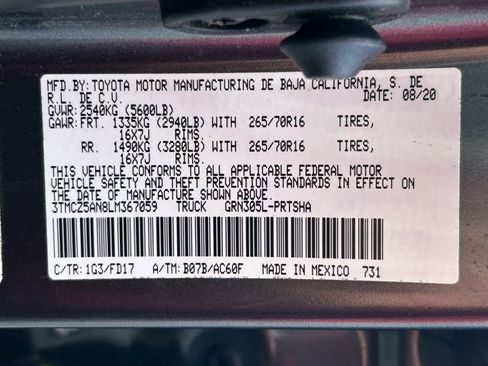 MFD.BY: TOYOTA MOTOR MANUFACTURING DE BAJA CALIFORNIA, S. DE
R.L. DE C.V. DATE: 08/20
GVWR: 2540KG (5600LB)
GAWR: FRT. 1335KG (2940LB) WITH 265/70R16 TIRES,
16X7J RIMS.
RR. 1490KG (3280LB) WITH 265/70R16 TIRES,
16X7J RIMS.
THIS VEHICLE CONFORMS TO ALL APPLICABLE FEDERAL MOTOR
VEHICLE SAFETY AND THEFT PREVENTION STANDARDS IN EFFECT ON
THE DATE OF MANUFACTURE SHOWN ABOVE.
3TMCZ5AN8LM367059 TRUCK GRN305L-PRTSHA
C/TR: 1G3/FD17 A/TM: B07B/AC60F MADE IN MEXICO 731